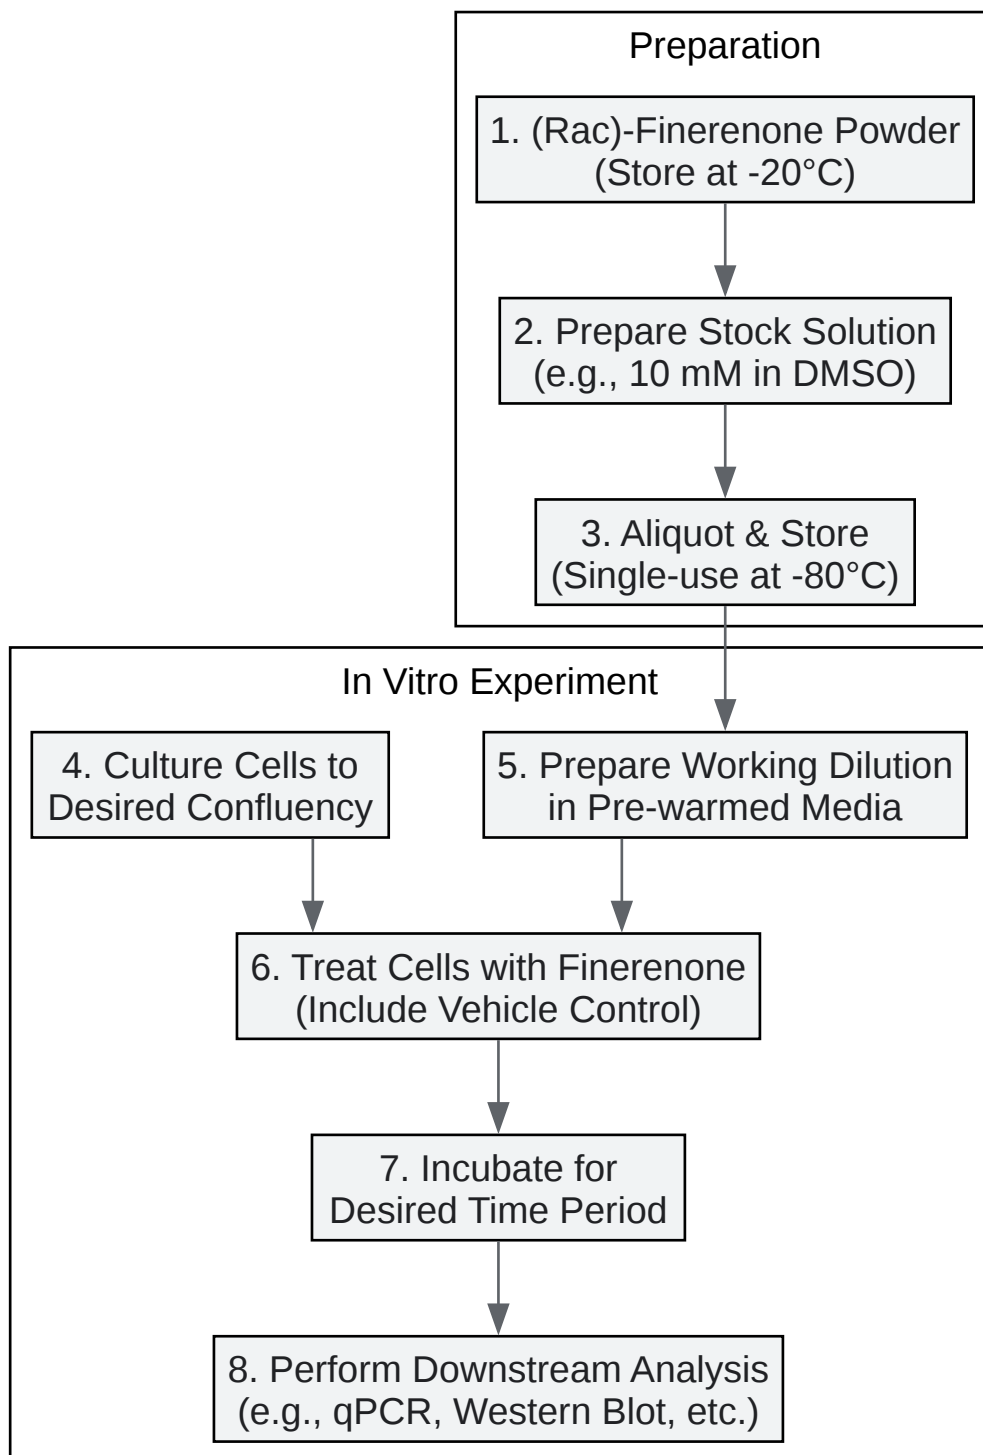 Preparation
1. (Rac)-Finerenone Powder
(Store at -20°C)
2. Prepare Stock Solution
(e.g., 10 mM in DMSO)
3. Aliquot & Store
(Single-use at -80°C)
In Vitro Experiment
4. Culture Cells to
Desired Confluency
5. Prepare Working Dilution
in Pre-warmed Media
6. Treat Cells with Finerenone
(Include Vehicle Control)
7. Incubate for
Desired Time Period
8. Perform Downstream Analysis
(e.g., qPCR, Western Blot, etc.)